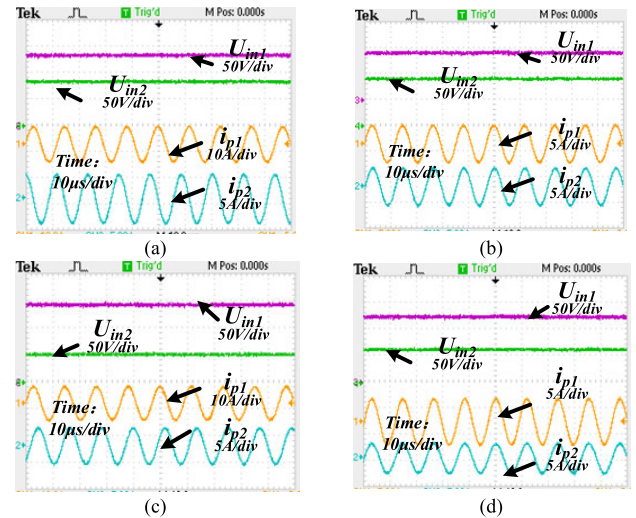 Tek T Trig'd M Pos: 0.000s
Uin1
50V/div
Uin2
50V/div
ip1
10A/div
Time:
10μs/div
ip2
5A/div
(a)
Tek T Trig'd M Pos: 0.000s
Uin1
50V/div
Uin2
50V/div
ip1
5A/div
Time:
10μs/div
ip2
5A/div
(b)
Tek T Trig'd M Pos: 0.000s
Uin1
50V/div
Uin2
50V/div
ip1
10A/div
Time:
10μs/div
ip2
5A/div
(c)
Tek T Trig'd M Pos: 0.000s
Uin1
50V/div
Uin2
50V/div
ip1
5A/div
Time:
10μs/div
ip2
5A/div
(d)